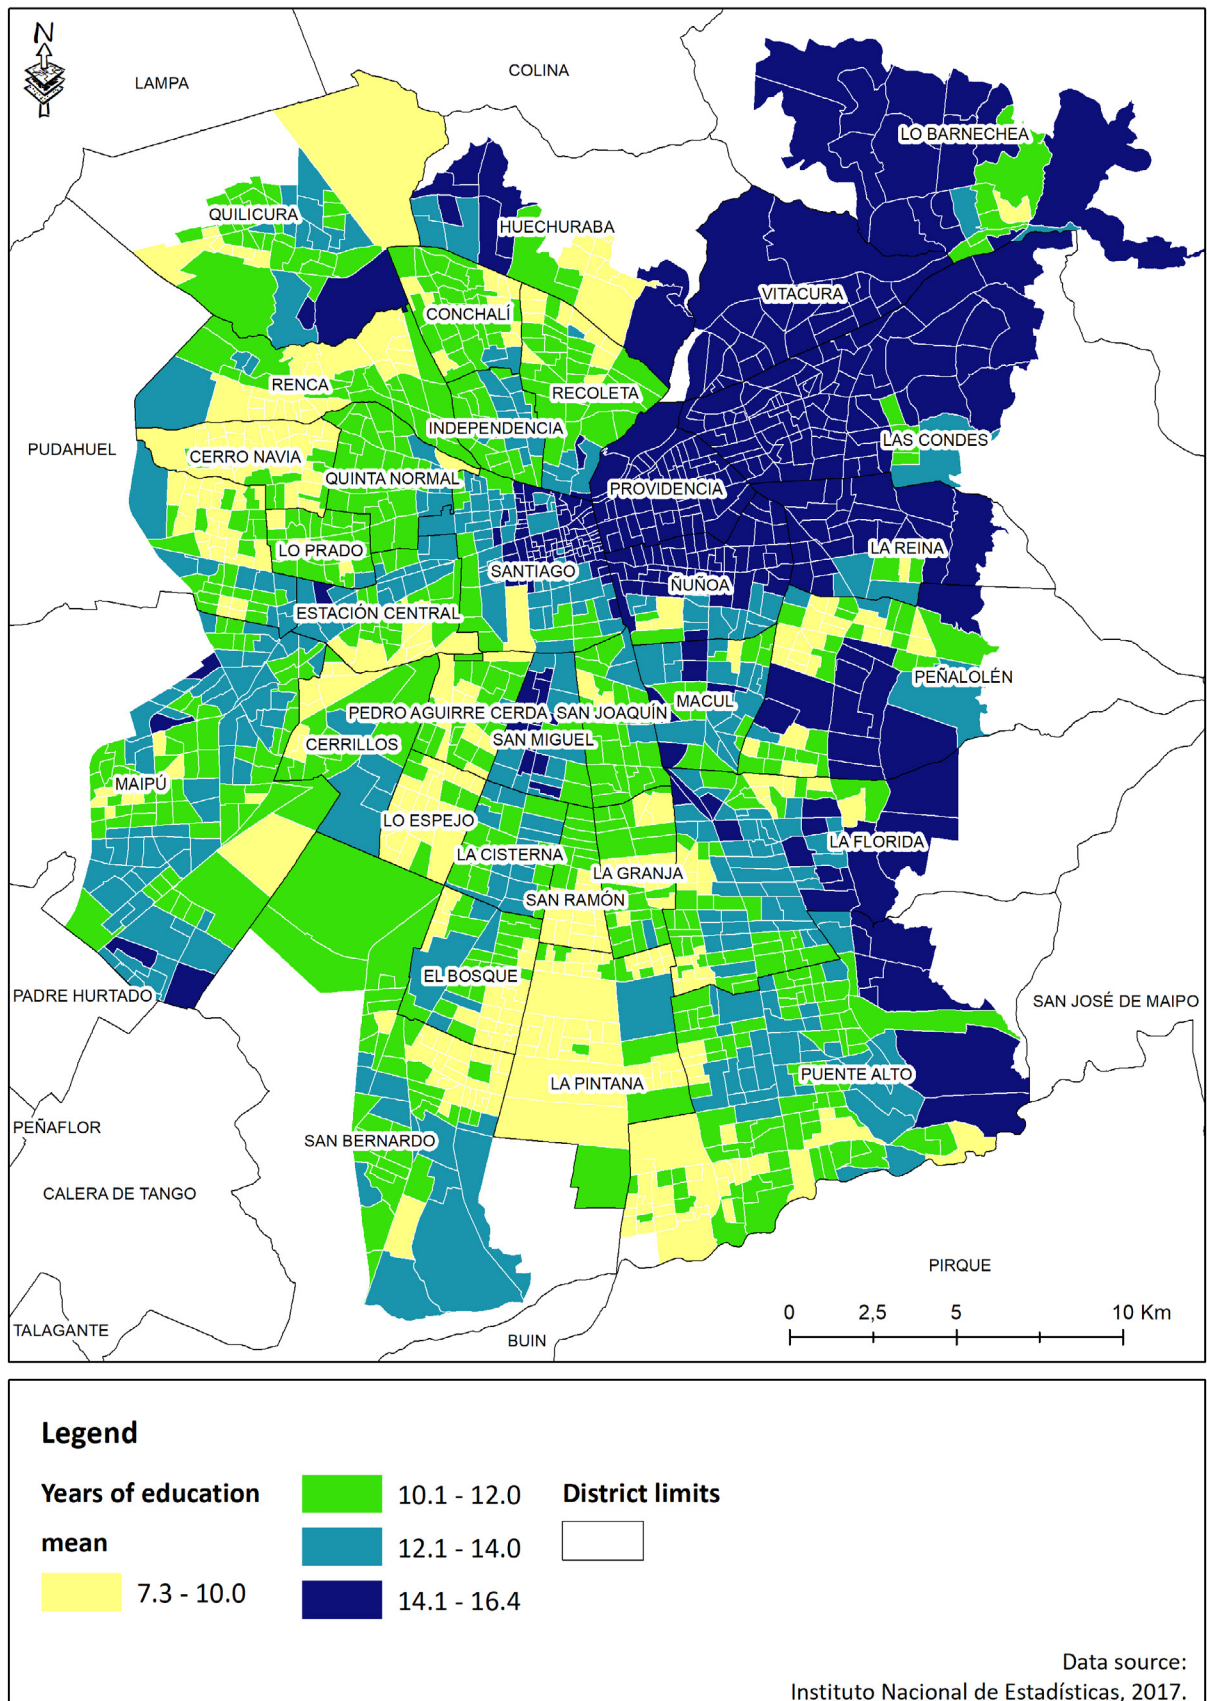 N
LAMPA
COLINA
LO BARNECHEA
QUILICURA
HUECHURABA
VITACURA
CONCHALÍ
RENCA
RECOLETA
INDEPENDENCIA
LAS CONDES
PUDAHUEL
CERRO NAVIA
QUINTA NORMAL
PROVIDENCIA
LO PRADO
LA REINA
SANTIAGO
ÑUÑOA
ESTACIÓN CENTRAL
PEÑALOLÉN
MACUL
PEDRO AGUIRRE CERDA
SAN JOAQUÍN
CERRILLOS
SAN MIGUEL
MAIPÚ
LO ESPEJO
LA FLORIDA
LA CISTERNA
LA GRANJA
SAN RAMÓN
EL BOSQUE
PADRE HURTADO
SAN JOSÉ DE MAIPO
PUENTE ALTO
LA PINTANA
PEÑAFLOR
SAN BERNARDO
CALERA DE TANGO
PIRQUE
TALAGANTE
BUIN
0 2,5 5 10 Km
Legend
Years of education
mean
7.3 - 10.0
10.1 - 12.0
12.1 - 14.0
14.1 - 16.4
District limits
Data source:
Instituto Nacional de Estadísticas, 2017.